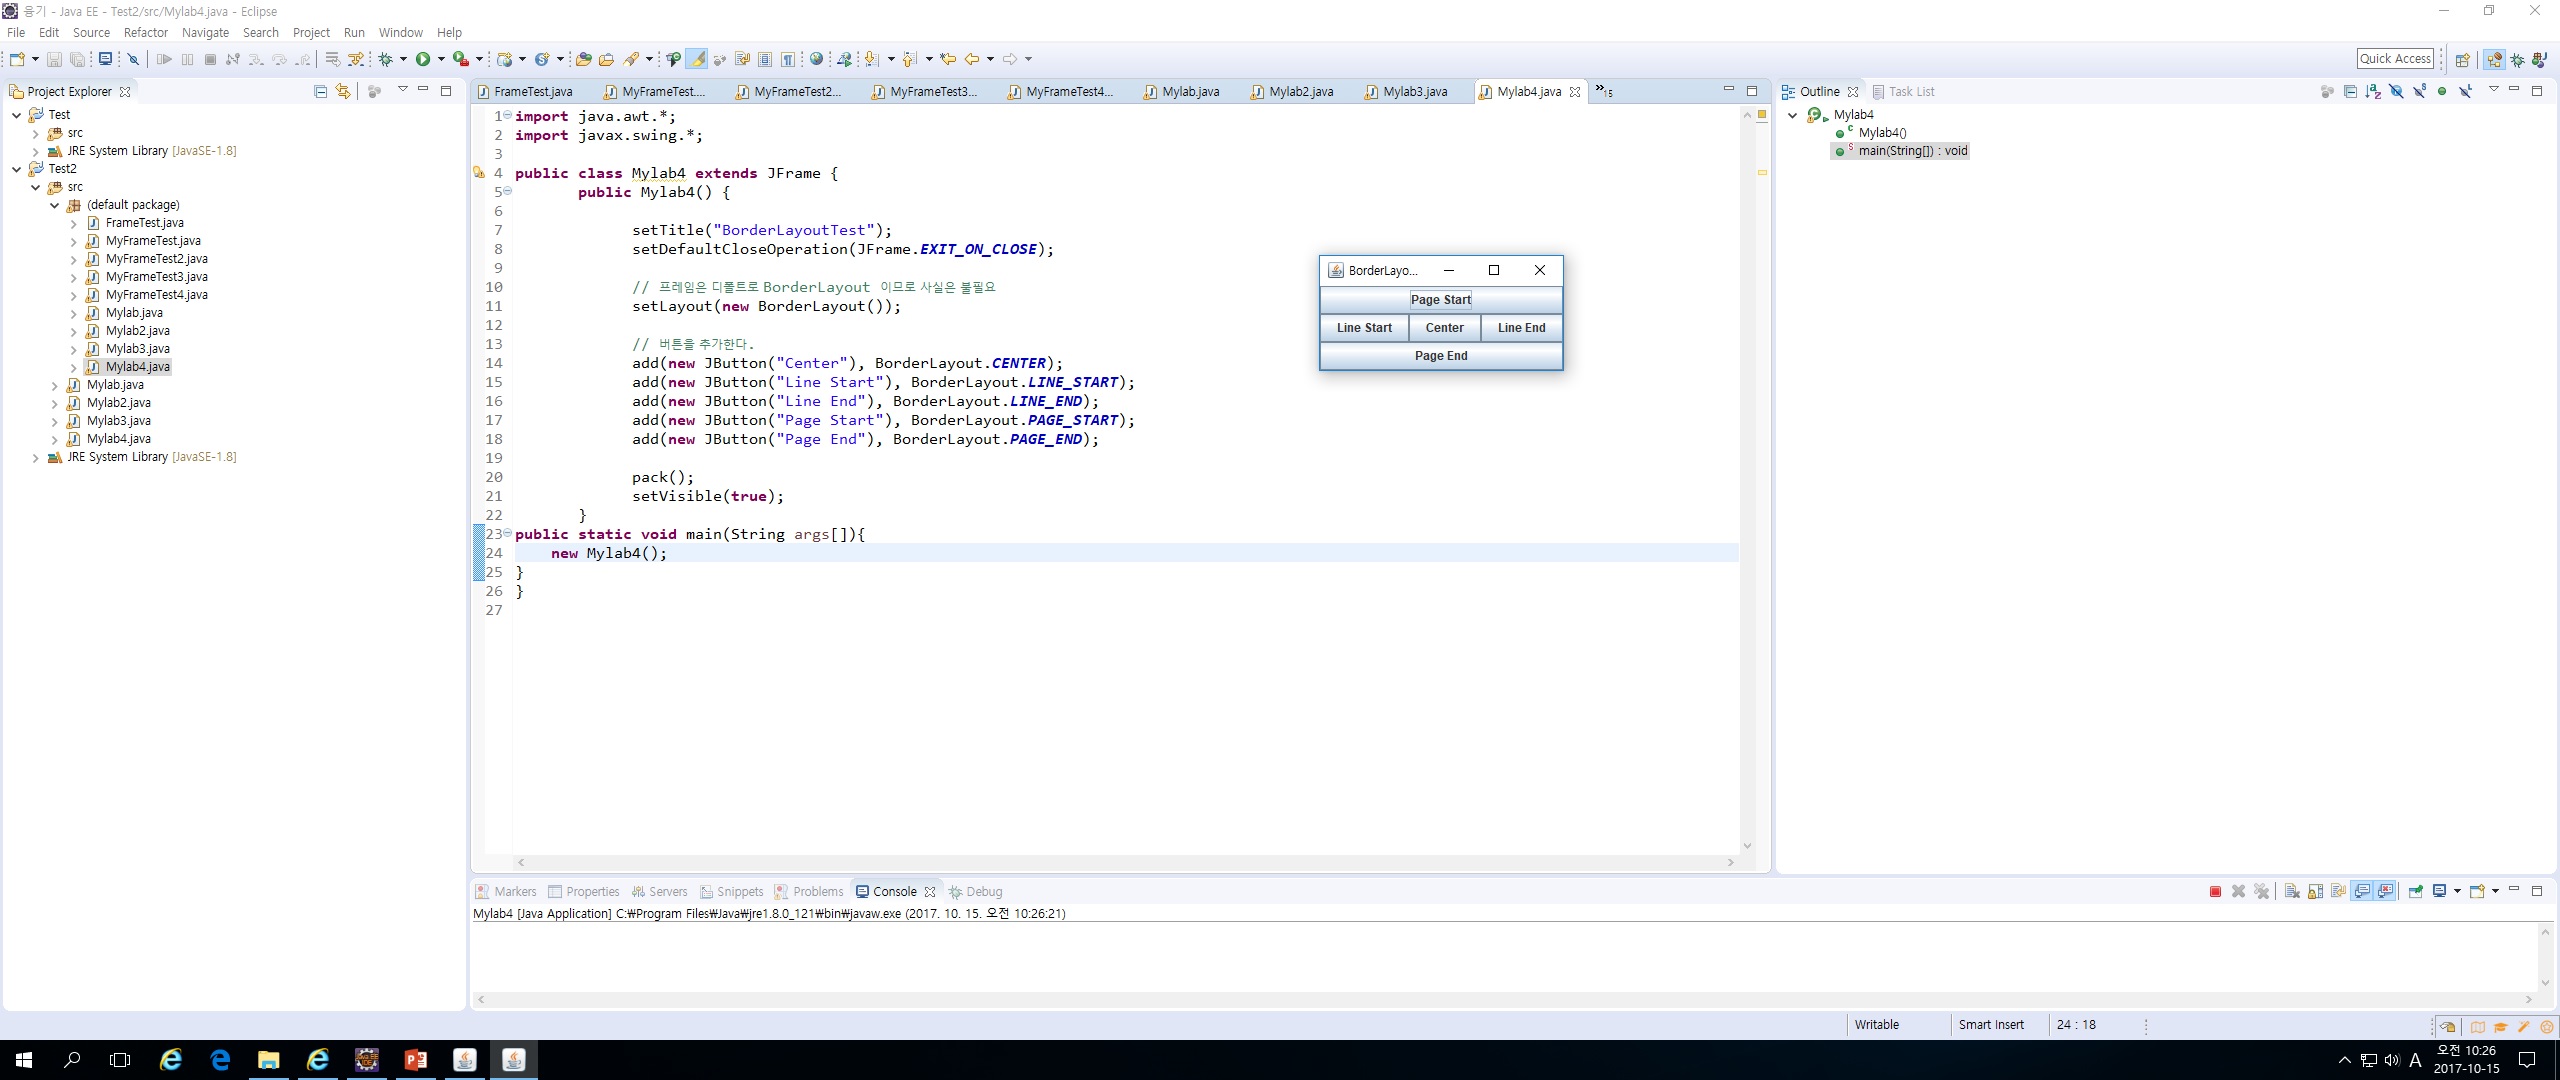 융기 - Java EE - Test2/src/Mylab4.java - Eclipse
File Edit Source Refactor Navigate Search Project Run Window Help
Quick Access
Project Explorer
Test
src
JRE System Library [JavaSE-1.8]
Test2
src
(default package)
FrameTest.java
MyFrameTest.java
MyFrameTest2.java
MyFrameTest3.java
MyFrameTest4.java
Mylab.java
Mylab2.java
Mylab3.java
Mylab4.java
Mylab.java
Mylab2.java
Mylab3.java
Mylab4.java
JRE System Library [JavaSE-1.8]
FrameTest.java MyFrameTest.... MyFrameTest2... MyFrameTest3... MyFrameTest4... Mylab.java Mylab2.java Mylab3.java Mylab4.java »15
1 import java.awt.*;
2 import javax.swing.*;
3
4 public class Mylab4 extends JFrame {
5 public Mylab4() {
6
7 setTitle("BorderLayoutTest");
8 setDefaultCloseOperation(JFrame.EXIT_ON_CLOSE);
9
10 // 프레임은 디폴트로 BorderLayout 이므로 사실은 불필요
11 setLayout(new BorderLayout());
12
13 // 버튼을 추가한다.
14 add(new JButton("Center"), BorderLayout.CENTER);
15 add(new JButton("Line Start"), BorderLayout.LINE_START);
16 add(new JButton("Line End"), BorderLayout.LINE_END);
17 add(new JButton("Page Start"), BorderLayout.PAGE_START);
18 add(new JButton("Page End"), BorderLayout.PAGE_END);
19
20 pack();
21 setVisible(true);
22 }
23 public static void main(String args[]){
24 new Mylab4();
25 }
26 }
27
BorderLayo...
Page Start
Line Start Center Line End
Page End
Outline Task List
Mylab4
Mylab4()
main(String[]) : void
Markers Properties Servers Snippets Problems Console Debug
Mylab4 [Java Application] C:₩Program Files₩Java₩jre1.8.0_121₩bin₩javaw.exe (2017. 10. 15. 오전 10:26:21)
Writable Smart Insert 24 : 18
A 오전 10:26
2017-10-15